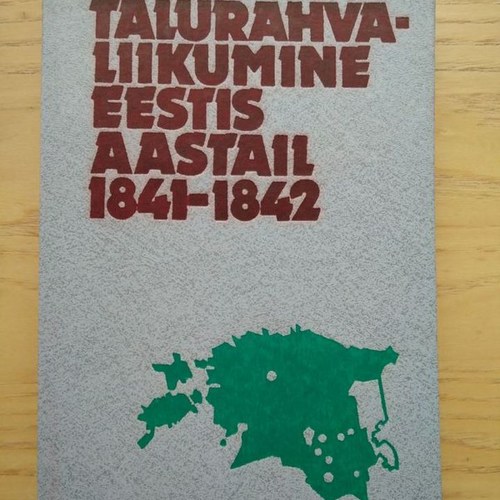 TALURAHVA-
LIIKUMINE
EESTIS
AASTAIL
1841-1842